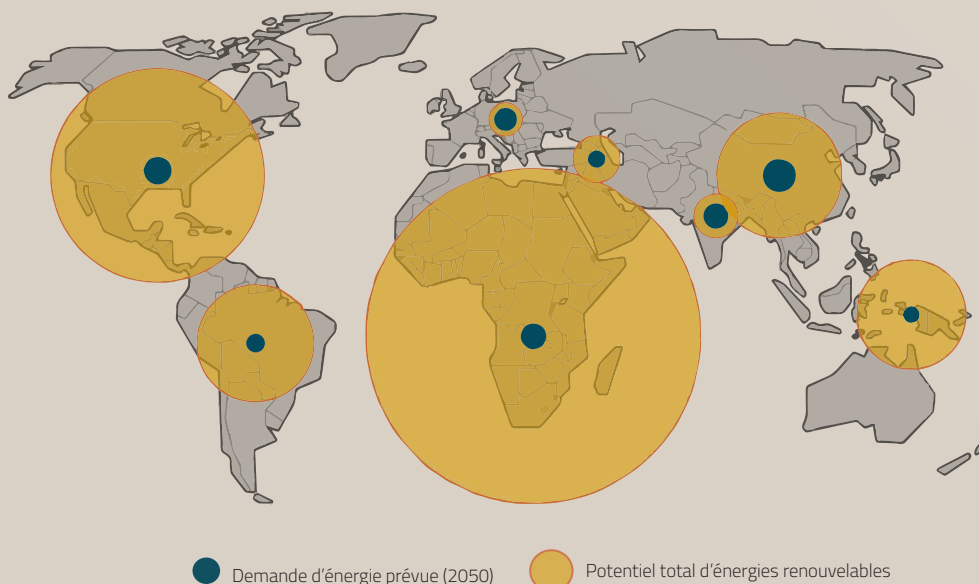 Demande d'énergie prévue (2050)
Potentiel total d'énergies renouvelables